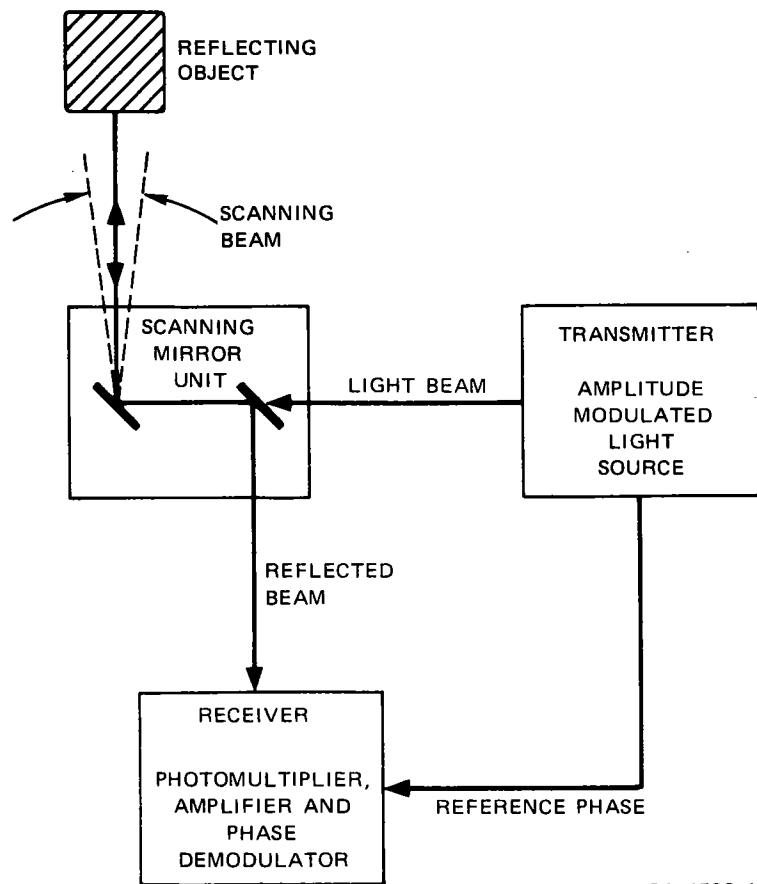 REFLECTING
OBJECT
SCANNING
BEAM
SCANNING
MIRROR
UNIT
LIGHT BEAM
TRANSMITTER
AMPLITUDE
MODULATED
LIGHT
SOURCE
REFLECTED
BEAM
RECEIVER
PHOTOMULTIPLIER,
AMPLIFIER AND
PHASE
DEMODULATOR
REFERENCE PHASE